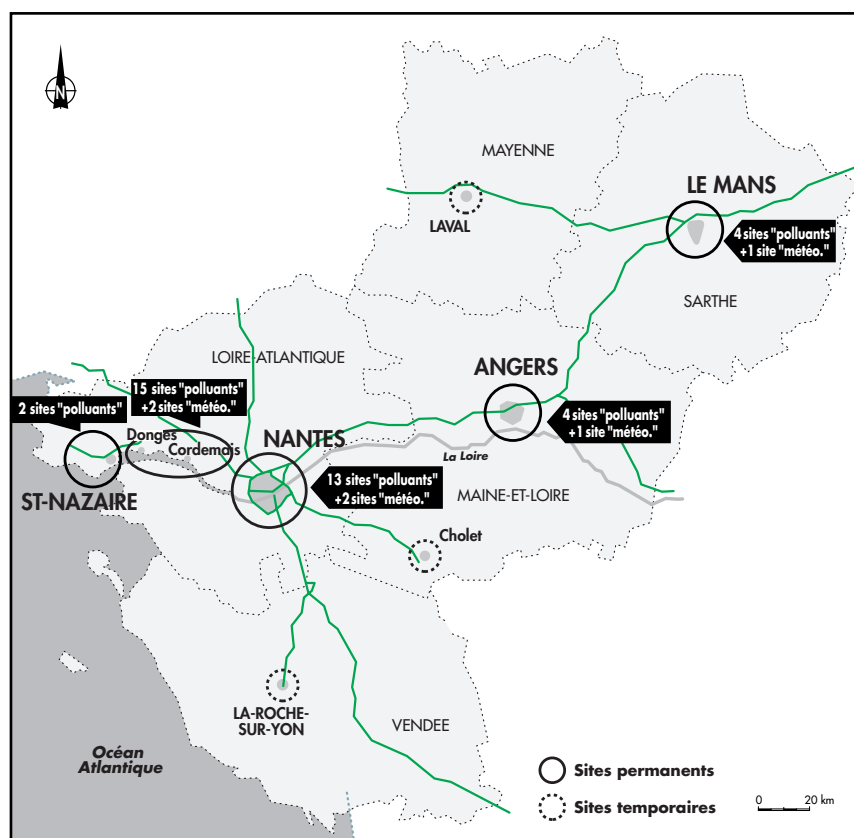 N
MAYENNE
LE MANS
LAVAL
4 sites "polluants"
+1 site "météo."
SARTHE
LOIRE-ATLANTIQUE
ANGERS
15 sites "polluants"
+2 sites "météo."
2 sites "polluants"
4 sites "polluants"
+1 site "météo."
Donges
Cordemais
NANTES
La Loire
13 sites "polluants"
+2 sites "météo."
ST-NAZAIRE
MAINE-ET-LOIRE
Cholet
LA-ROCHE-
SUR-YON
VENDEE
Océan
Atlantique
Sites permanents
Sites temporaires
0 20 km